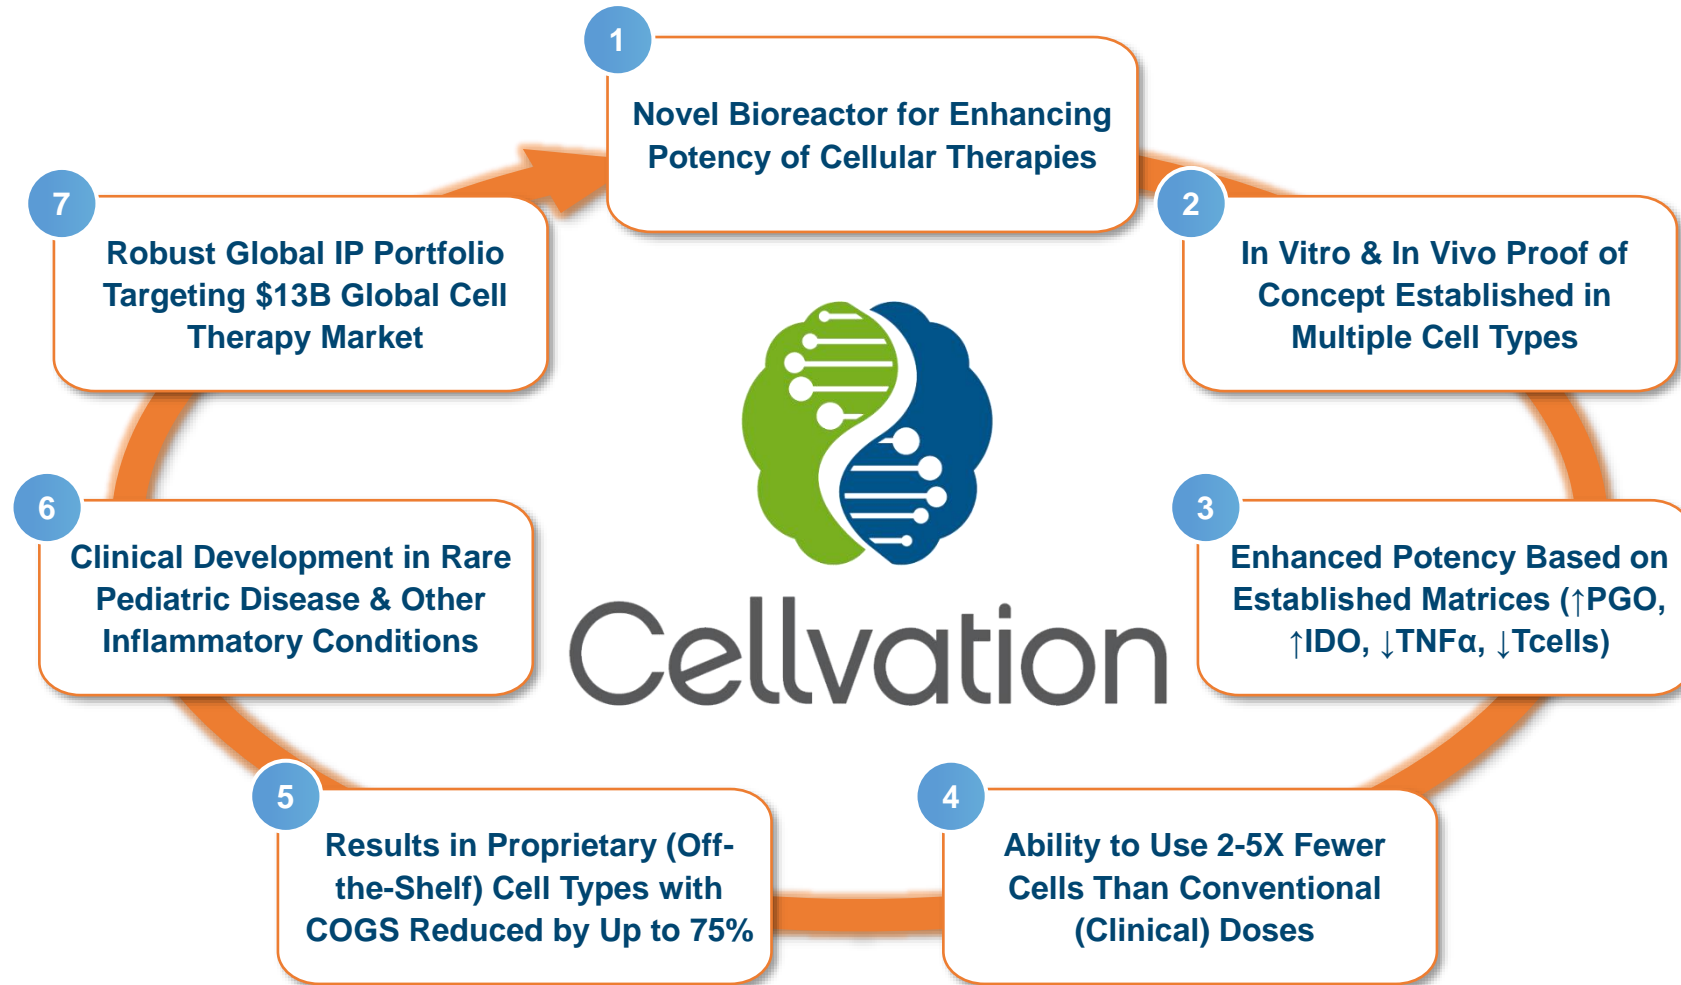 1
Novel Bioreactor for Enhancing
Potency of Cellular Therapies
2
In Vitro & In Vivo Proof of
Concept Established in
Multiple Cell Types
3
Enhanced Potency Based on
Established Matrices (↑PGO,
↑IDO, ↓TNFα, ↓Tcells)
4
Ability to Use 2-5X Fewer
Cells Than Conventional
(Clinical) Doses
5
Results in Proprietary (Off-
the-Shelf) Cell Types with
COGS Reduced by Up to 75%
6
Clinical Development in Rare
Pediatric Disease & Other
Inflammatory Conditions
7
Robust Global IP Portfolio
Targeting $13B Global Cell
Therapy Market
Cellvation